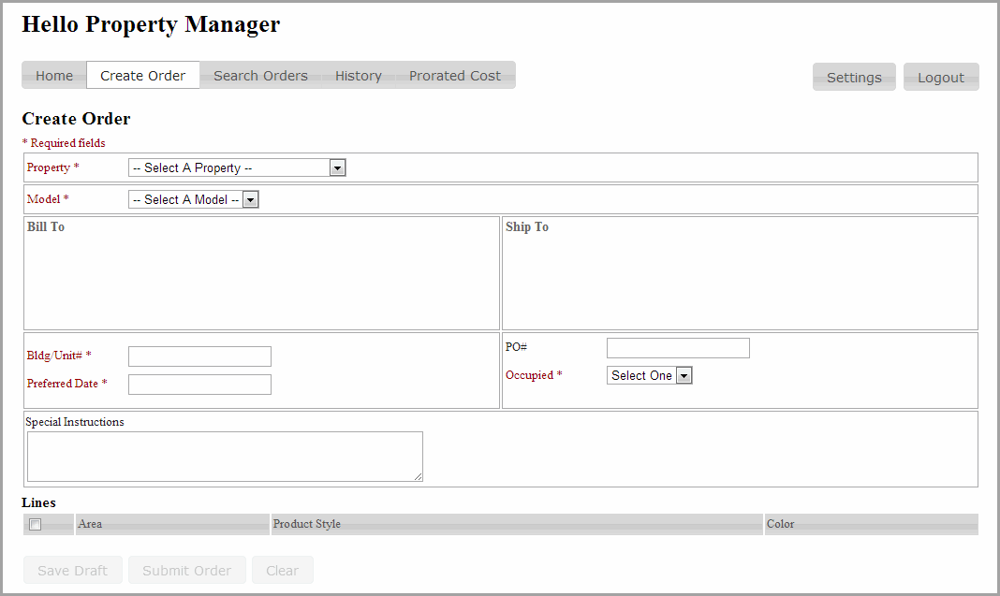 Hello Property Manager
Home Create Order Search Orders History Prorated Cost Settings Logout
Create Order
* Required fields
Property * -- Select A Property --
Model * -- Select A Model --
Bill To Ship To
PO#
Bldg/Unit# *
Occupied * Select One
Preferred Date *
Special Instructions
Lines
Area Product Style Color
Save Draft Submit Order Clear